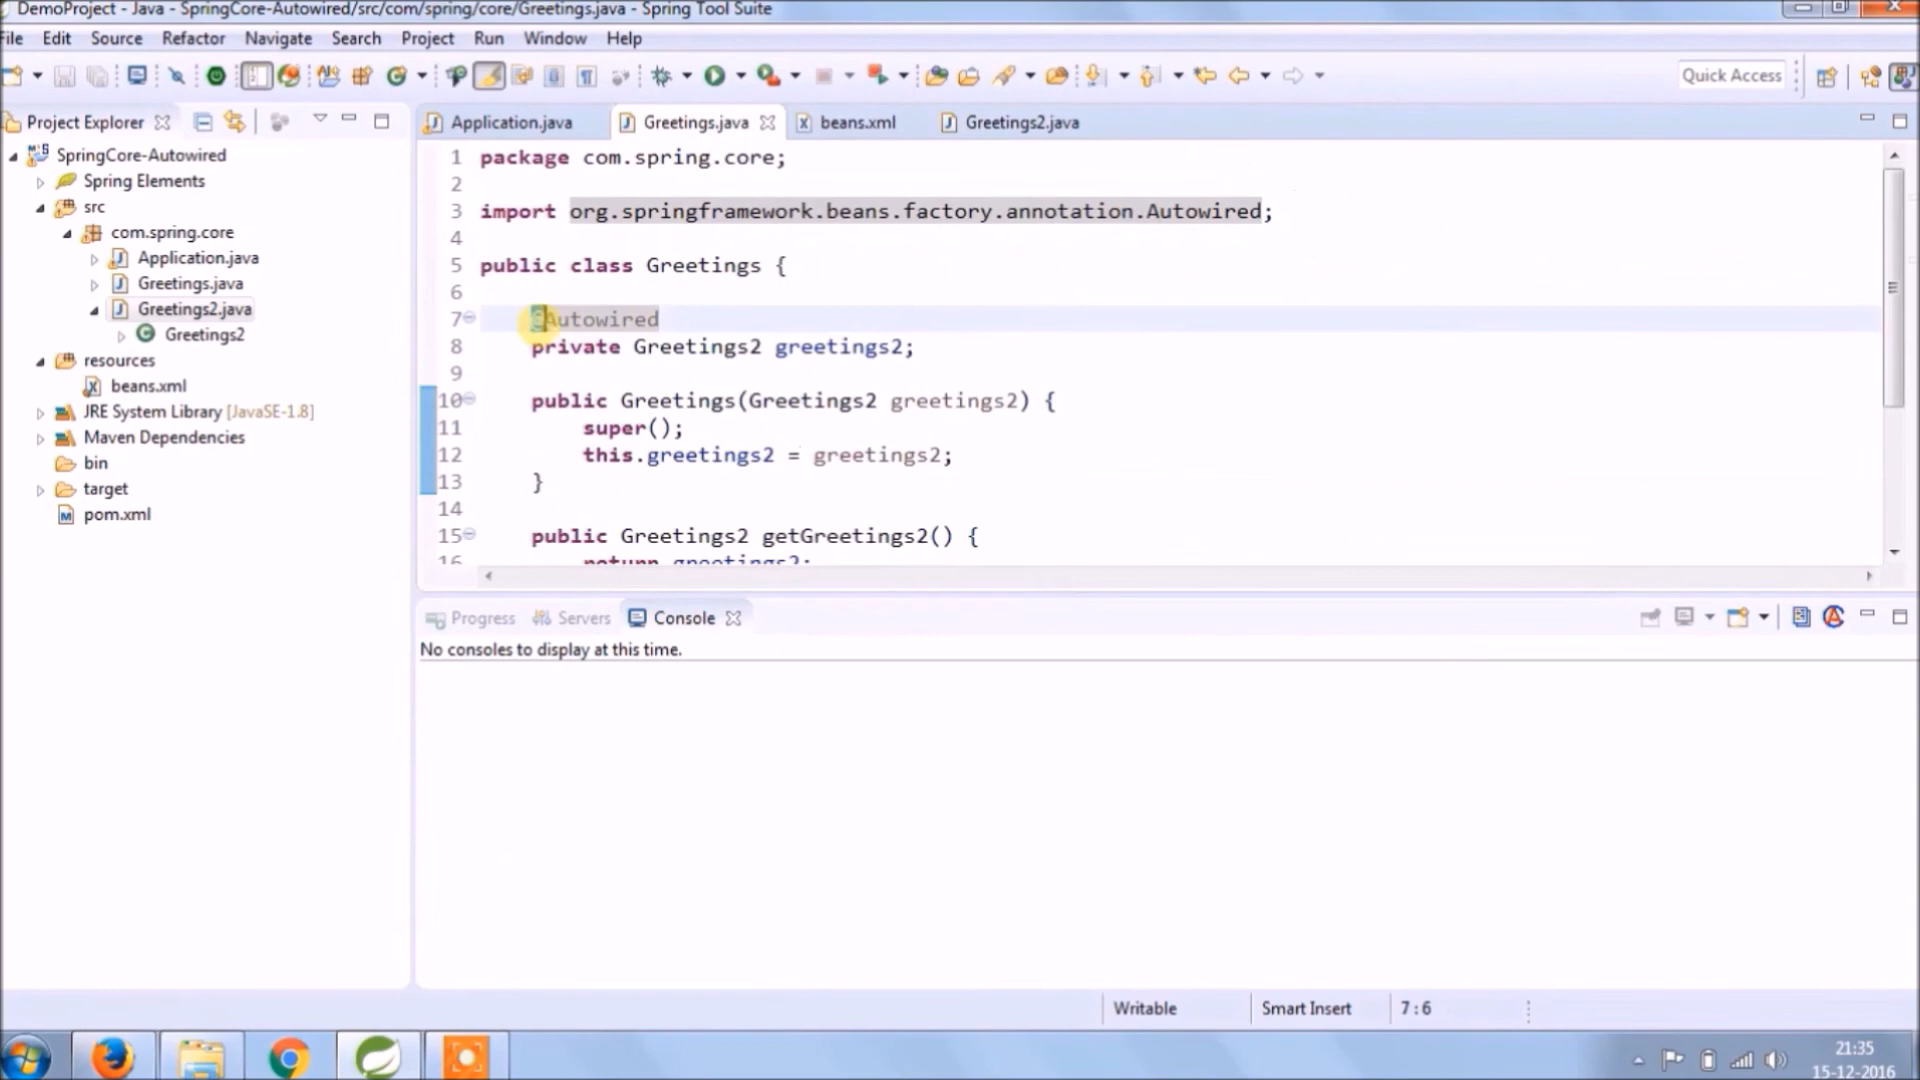 DemoProject - Java - SpringCore-Autowired/src/com/spring/core/Greetings.java - Spring Tool Suite
File Edit Source Refactor Navigate Search Project Run Window Help
Quick Access
Project Explorer
SpringCore-Autowired
Spring Elements
src
com.spring.core
Application.java
Greetings.java
Greetings2.java
Greetings2
resources
beans.xml
JRE System Library [JavaSE-1.8]
Maven Dependencies
bin
target
pom.xml
Application.java Greetings.java beans.xml Greetings2.java
1 package com.spring.core;
2
3 import org.springframework.beans.factory.annotation.Autowired;
4
5 public class Greetings {
6
7 @Autowired
8 private Greetings2 greetings2;
9
10 public Greetings(Greetings2 greetings2) {
11 super();
12 this.greetings2 = greetings2;
13 }
14
15 public Greetings2 getGreetings2() {
16 return greetings2;
Progress Servers Console
No consoles to display at this time.
Writable Smart Insert 7 : 6
21:35
15-12-2016